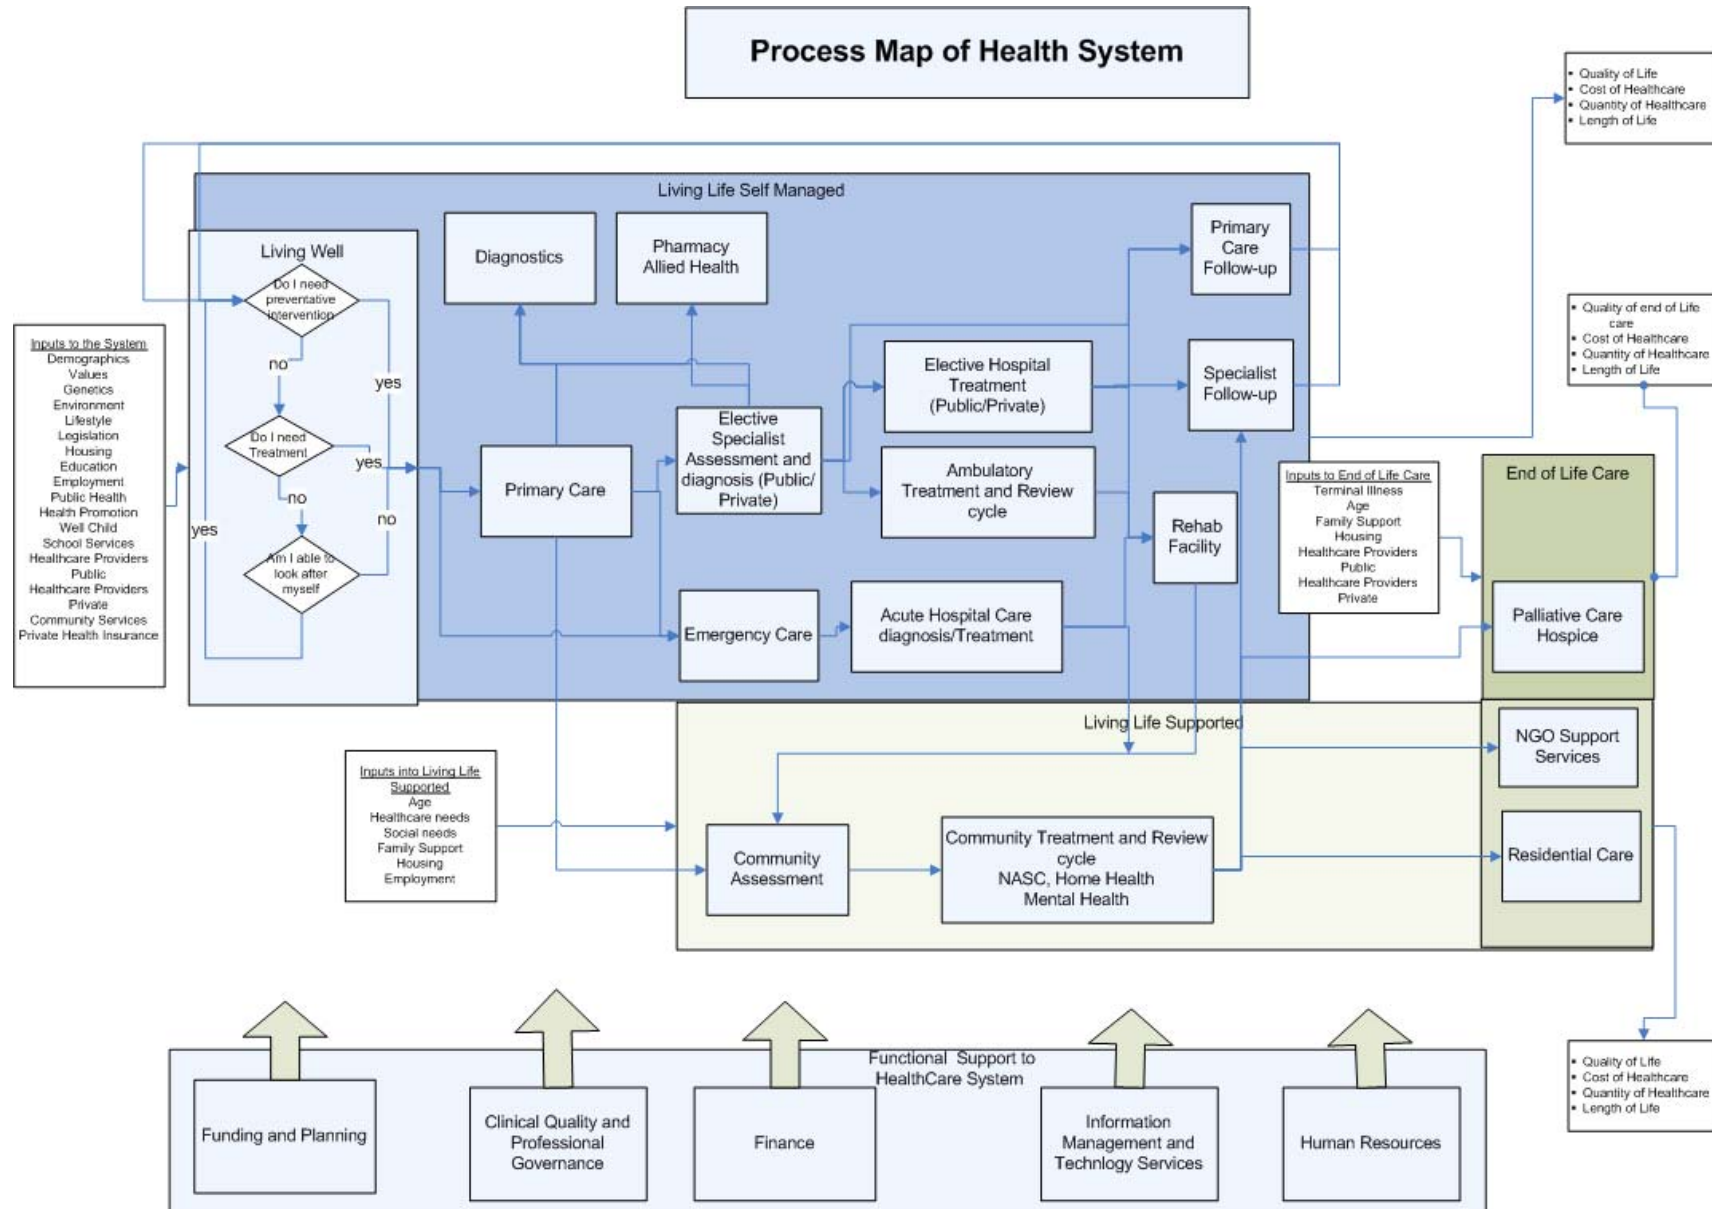 Process Map of Health System
• Quality of Life
• Cost of Healthcare
• Quantity of Healthcare
• Length of Life
Living Life Self Managed
Living Well
Do I need
preventative
intervention
no
yes
Do I need
Treatment
yes
no
no
yes
Am I able to
look after
myself
Inputs to the System
Demographics
Values
Genetics
Environment
Lifestyle
Legislation
Housing
Education
Employment
Public Health
Health Promotion
Well Child
School Services
Healthcare Providers
Public
Healthcare Providers
Private
Community Services
Private Health Insurance
Diagnostics
Pharmacy
Allied Health
Primary
Care
Follow-up
Elective Hospital
Treatment
(Public/Private)
Specialist
Follow-up
Primary Care
Elective
Specialist
Assessment and
diagnosis (Public/
Private)
Ambulatory
Treatment and Review
cycle
Rehab
Facility
Emergency Care
Acute Hospital Care
diagnosis/Treatment
• Quality of end of Life
care
• Cost of Healthcare
• Quantity of Healthcare
• Length of Life
Inputs to End of Life Care
Terminal Illness
Age
Family Support
Housing
Healthcare Providers
Public
Healthcare Providers
Private
End of Life Care
Palliative Care
Hospice
Living Life Supported
NGO Support
Services
Residential Care
Inputs into Living Life
Supported
Age
Healthcare needs
Social needs
Family Support
Housing
Employment
Community
Assessment
Community Treatment and Review
cycle
NASC, Home Health
Mental Health
• Quality of Life
• Cost of Healthcare
• Quantity of Healthcare
• Length of Life
Functional Support to
HealthCare System
Funding and Planning
Clinical Quality and
Professional
Governance
Finance
Information
Management and
Technlogy Services
Human Resources